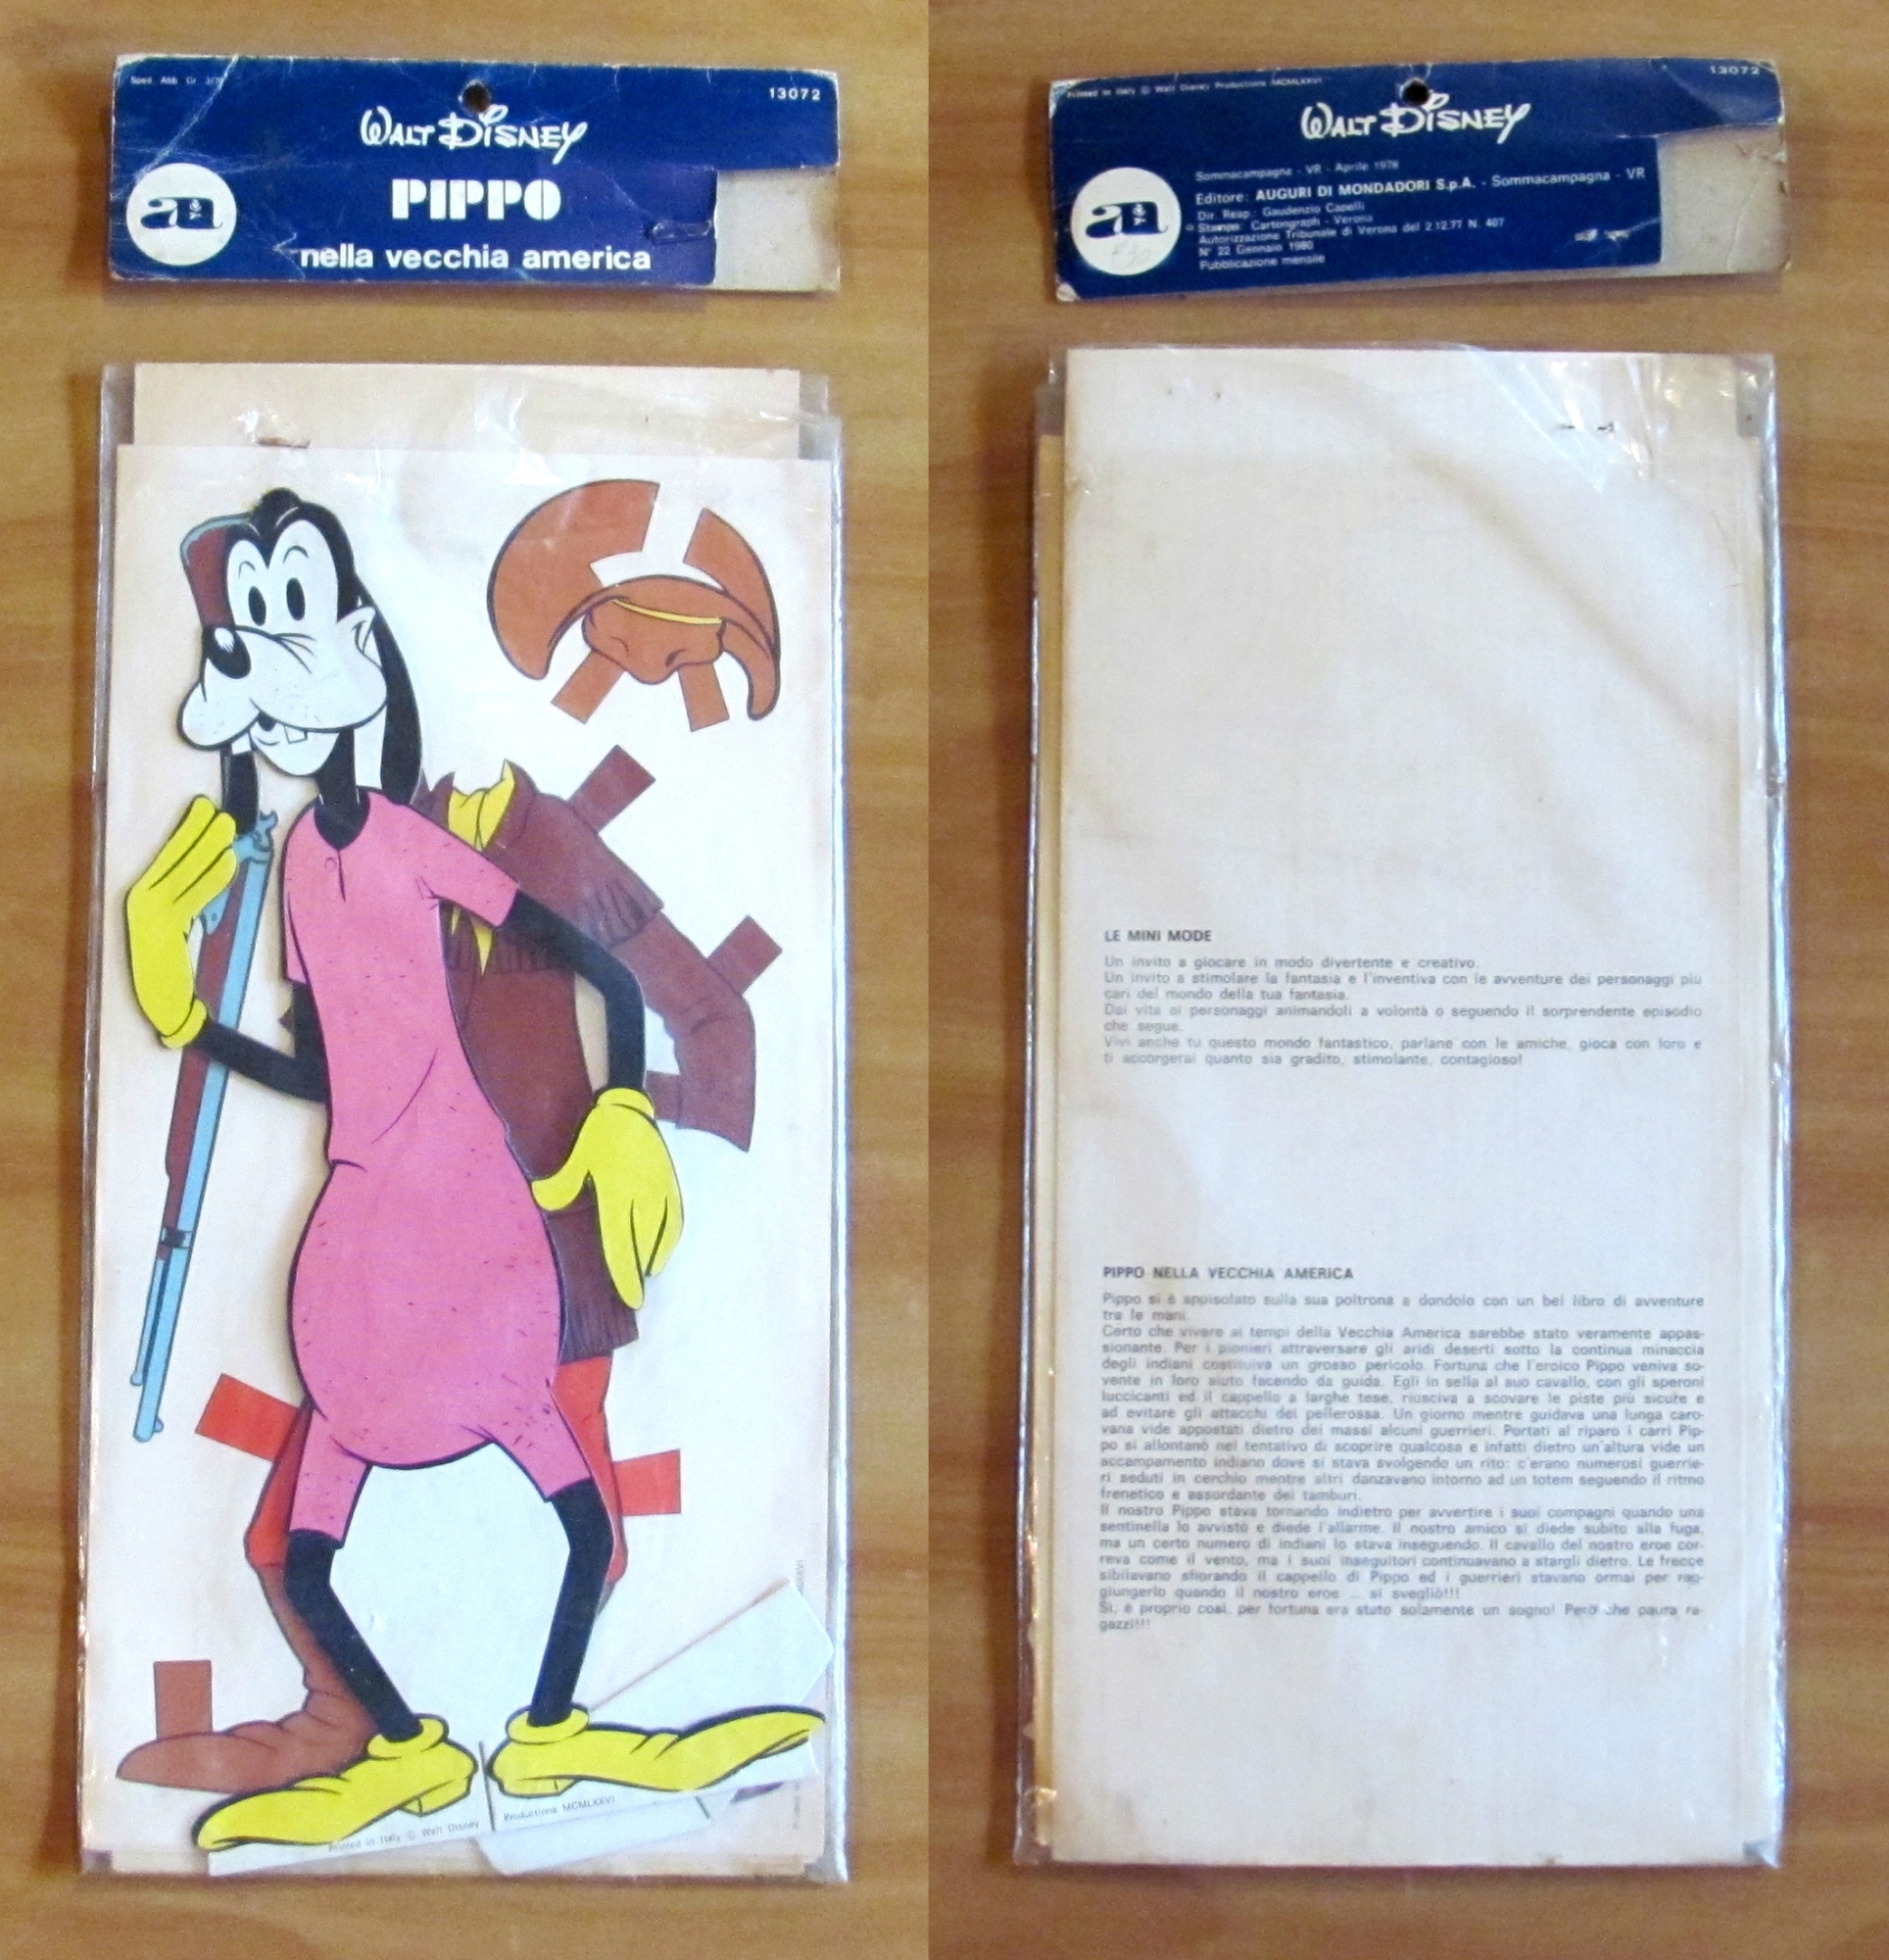 Sped. Abb. Gr. 3/70
13072
WALT DISNEY
an
PIPPO
nella vecchia america
Printed in Italy © Walt Disney
Productions MCMLXXVI
Printed in Italy © Walt Disney Productions MCMLXXVI
13072
WALT DISNEY
an
Sommacampagna - VR - Aprile 1978
Editore: AUGURI DI MONDADORI S.p.A. - Sommacampagna - VR
Dir. Resp.: Gaudenzio Capelli
Stampa: Cartongraph - Verona
Autorizzazione Tribunale di Verona del 2.12.77 N. 407
N° 22 Gennaio 1980
Pubblicazione mensile
LE MINI MODE
Un invito a giocare in modo divertente e creativo.
Un invito a stimolare la fantasia e l'inventiva con le avventure dei personaggi più
cari del mondo della tua fantasia.
Dai vita ai personaggi animandoli a volontà o seguendo il sorprendente episodio
che segue.
Vivi anche tu questo mondo fantastico, parlane con le amiche, gioca con loro e
ti accorgerai quanto sia gradito, stimolante, contagioso!
PIPPO NELLA VECCHIA AMERICA
Pippo si è appisolato sulla sua poltrona a dondolo con un bel libro di avventure
tra le mani.
Certo che vivere ai tempi della Vecchia America sarebbe stato veramente appas-
sionante. Per i pionieri attraversare gli aridi deserti sotto la continua minaccia
degli indiani costituiva un grosso pericolo. Fortuna che l'eroico Pippo veniva so-
vente in loro aiuto facendo da guida. Egli in sella al suo cavallo, con gli speroni
luccicanti ed il cappello a larghe tese, riusciva a scovare le piste più sicure e
ad evitare gli attacchi dei pellerossa. Un giorno mentre guidava una lunga caro-
vana vide appostati dietro dei massi alcuni guerrieri. Portati al riparo i carri Pip-
po si allontanò nel tentativo di scoprire qualcosa e infatti dietro un'altura vide un
accampamento indiano dove si stava svolgendo un rito: c'erano numerosi guerrie-
ri seduti in cerchio mentre altri danzavano intorno ad un totem seguendo il ritmo
frenetico e assordante dei tamburi.
Il nostro Pippo stava tornando indietro per avvertire i suoi compagni quando una
sentinella lo avvistò e diede l'allarme. Il nostro amico si diede subito alla fuga,
ma un certo numero di indiani lo stava inseguendo. Il cavallo del nostro eroe cor-
reva come il vento, ma i suoi inseguitori continuavano a stargli dietro. Le frecce
sibilavano sfiorando il cappello di Pippo ed i guerrieri stavano ormai per rag-
giungerlo quando il nostro eroe ... si svegliò!!!
Sì, è proprio così, per fortuna era stato solamente un sogno! Però che paura ra-
gazzi!!!